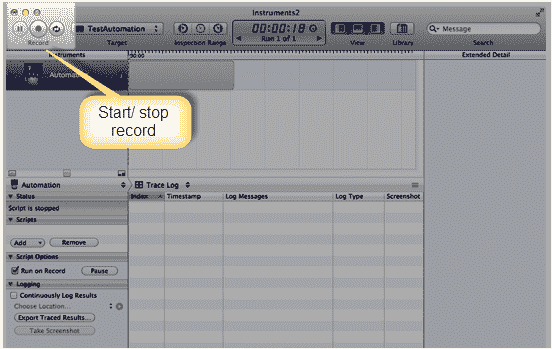 Instruments2
TestAutomation
00:00:18
Run 1 of 1
Message
Record
Target
Inspection Range
View
Library
Search
Instruments
00:00
Extended Detail
Automation
Start/ stop
record
Automation
Trace Log
Status
Index
Timestamp
Log Messages
Log Type
Screenshot
Script is stopped
Scripts
Add
Remove
Script Options
Run on Record
Pause
Logging
Continuously Log Results
Choose Location...
Export Traced Results...
Take Screenshot